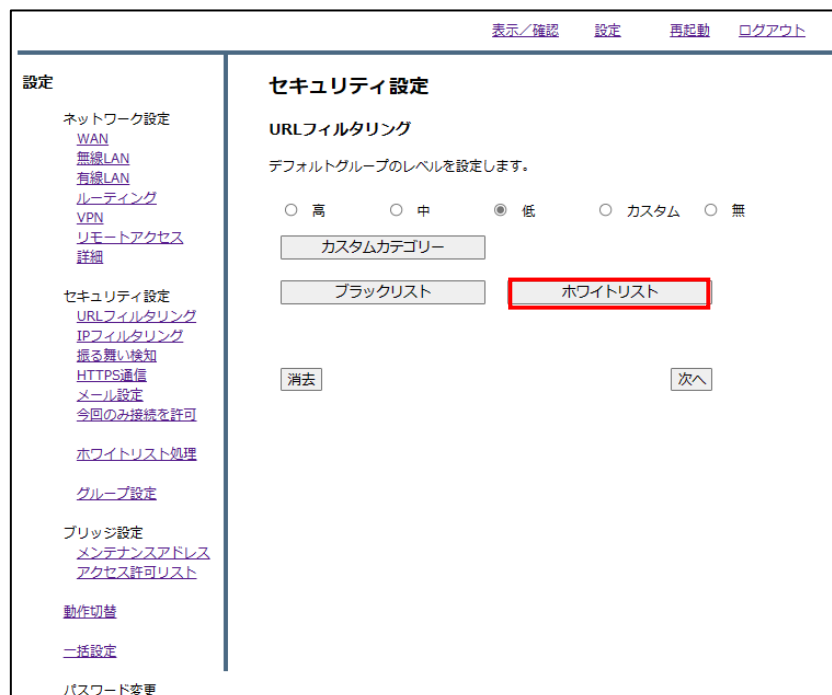 表示／確認 設定 再起動 ログアウト
設定
ネットワーク設定
WAN
無線LAN
有線LAN
ルーティング
VPN
リモートアクセス
詳細
セキュリティ設定
URLフィルタリング
IPフィルタリング
振る舞い検知
HTTPS通信
メール設定
今回のみ接続を許可
ホワイトリスト処理
グループ設定
ブリッジ設定
メンテナンスアドレス
アクセス許可リスト
動作切替
一括設定
パスワード変更
セキュリティ設定
URLフィルタリング
デフォルトグループのレベルを設定します。
高 中 低 カスタム 無
カスタムカテゴリー
ブラックリスト ホワイトリスト
消去 次へ